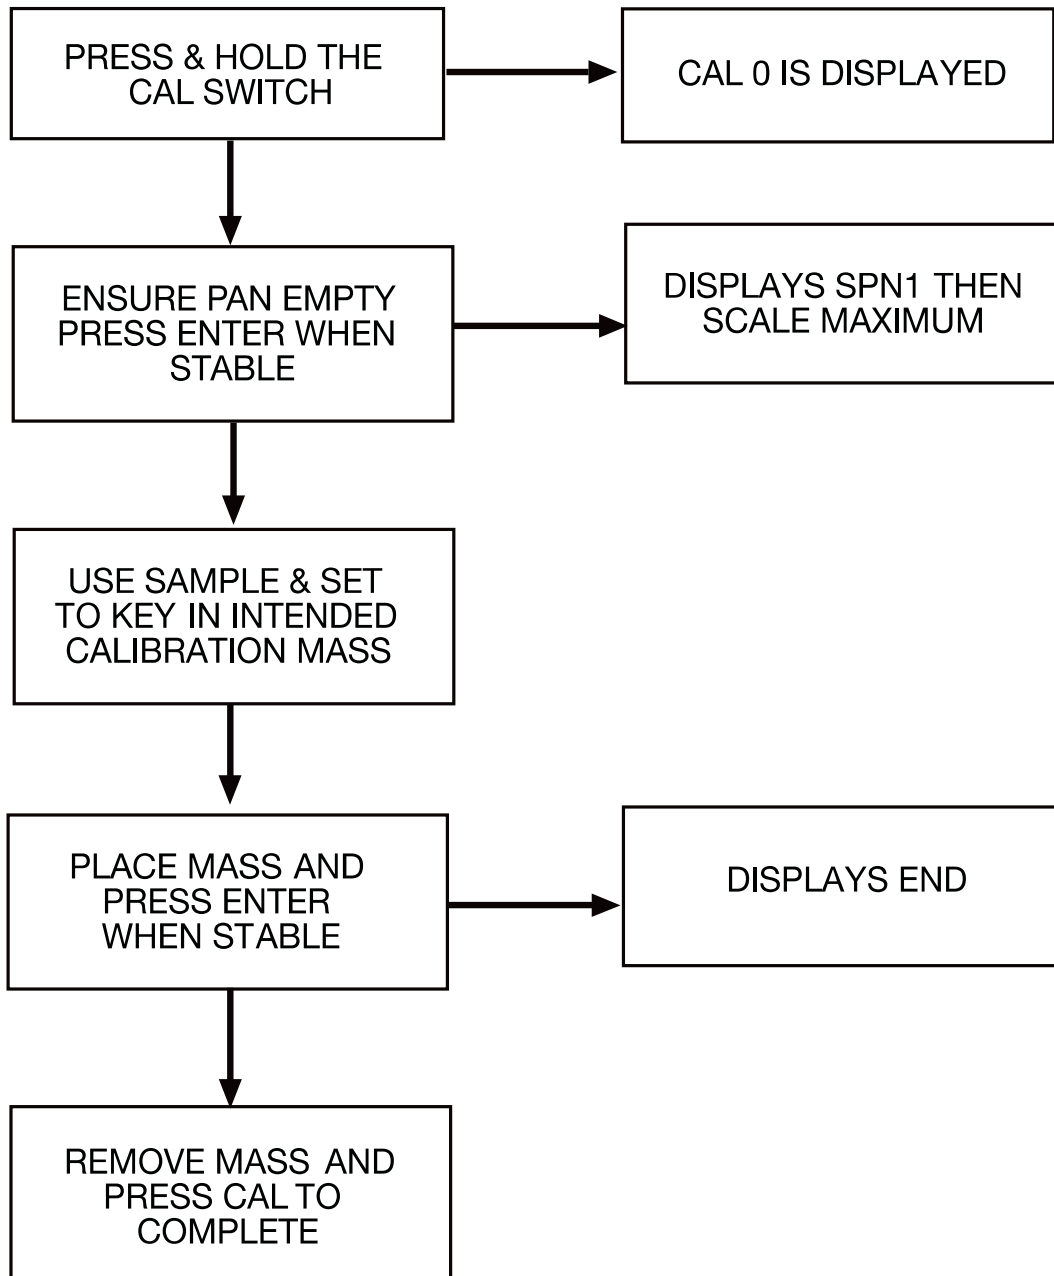 PRESS & HOLD THE
CAL SWITCH
CAL 0 IS DISPLAYED
ENSURE PAN EMPTY
PRESS ENTER WHEN
STABLE
DISPLAYS SPN1 THEN
SCALE MAXIMUM
USE SAMPLE & SET
TO KEY IN INTENDED
CALIBRATION MASS
PLACE MASS AND
PRESS ENTER
WHEN STABLE
DISPLAYS END
REMOVE MASS AND
PRESS CAL TO
COMPLETE